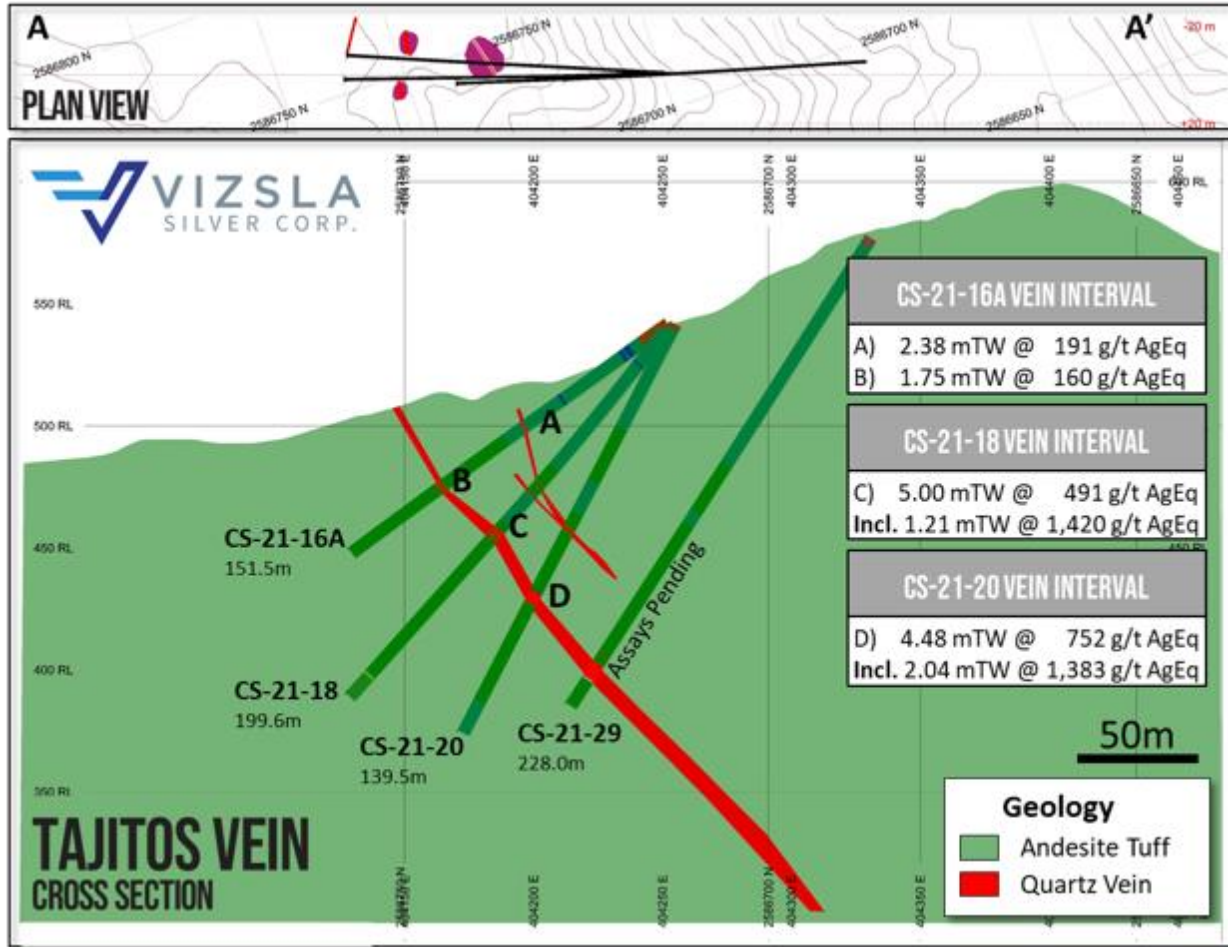 A
A'
2586800 N
2586750 N
2586700 N
-20 m
PLAN VIEW
2586750 N
2586700 N
2586650 N
+20 m
VIZSLA
SILVER CORP.
404200 E
404250 E
2586700 N
404300 E
404350 E
404400 E
2586650 N
550 RL
500 RL
400 RL
350 RL
A
B
C
D
CS-21-16A
151.5m
CS-21-18
199.6m
CS-21-20
139.5m
CS-21-29
228.0m
Assays Pending
CS-21-16A VEIN INTERVAL
A) 2.38 mTW @ 191 g/t AgEq
B) 1.75 mTW @ 160 g/t AgEq
CS-21-18 VEIN INTERVAL
C) 5.00 mTW @ 491 g/t AgEq
Incl. 1.21 mTW @ 1,420 g/t AgEq
CS-21-20 VEIN INTERVAL
D) 4.48 mTW @ 752 g/t AgEq
Incl. 2.04 mTW @ 1,383 g/t AgEq
50m
Geology
Andesite Tuff
Quartz Vein
TAJITOS VEIN
CROSS SECTION
404200 E
404250 E
2586700 N
404300 E
404350 E